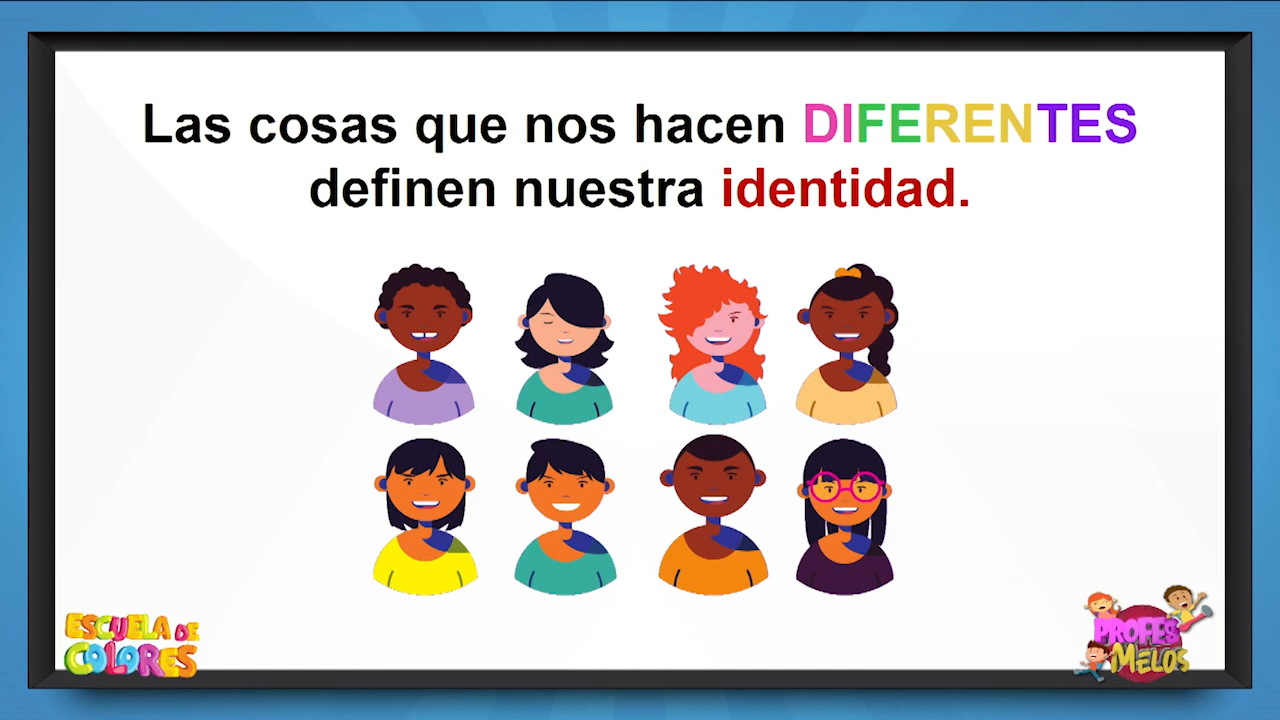 Las cosas que nos hacen DIFERENTES
definen nuestra identidad.
ESCUELA DE
COLORES
PROFES
MELOS